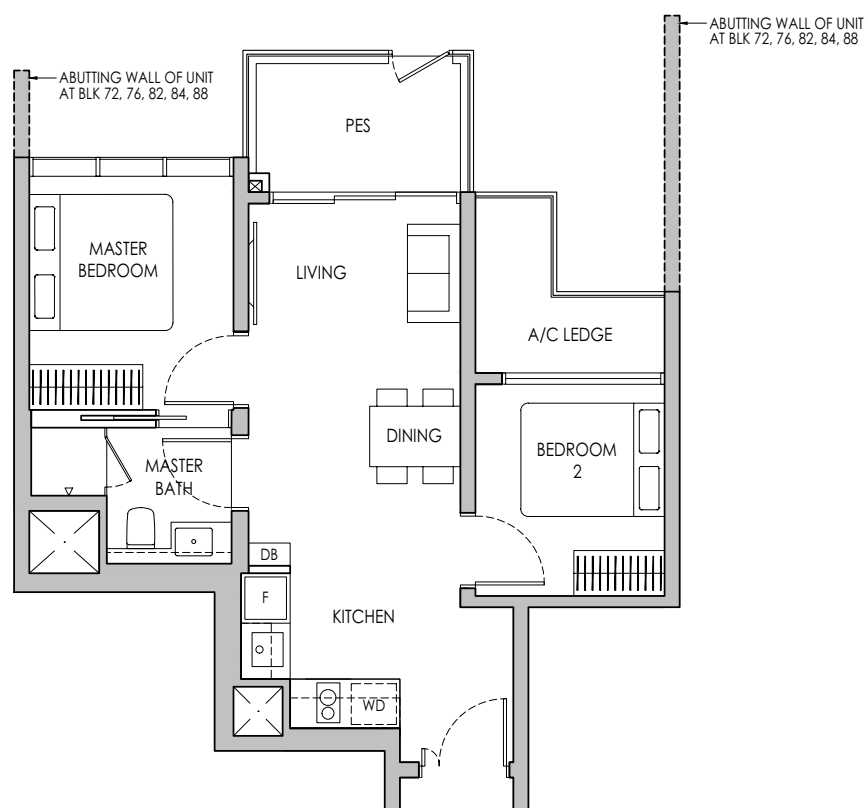 ABUTTING WALL OF UNIT
AT BLK 72, 76, 82, 84, 88
ABUTTING WALL OF UNIT
AT BLK 72, 76, 82, 84, 88
PES
MASTER
BEDROOM
LIVING
A/C LEDGE
DINING
BEDROOM
2
MASTER
BATH
DB
F
KITCHEN
WD